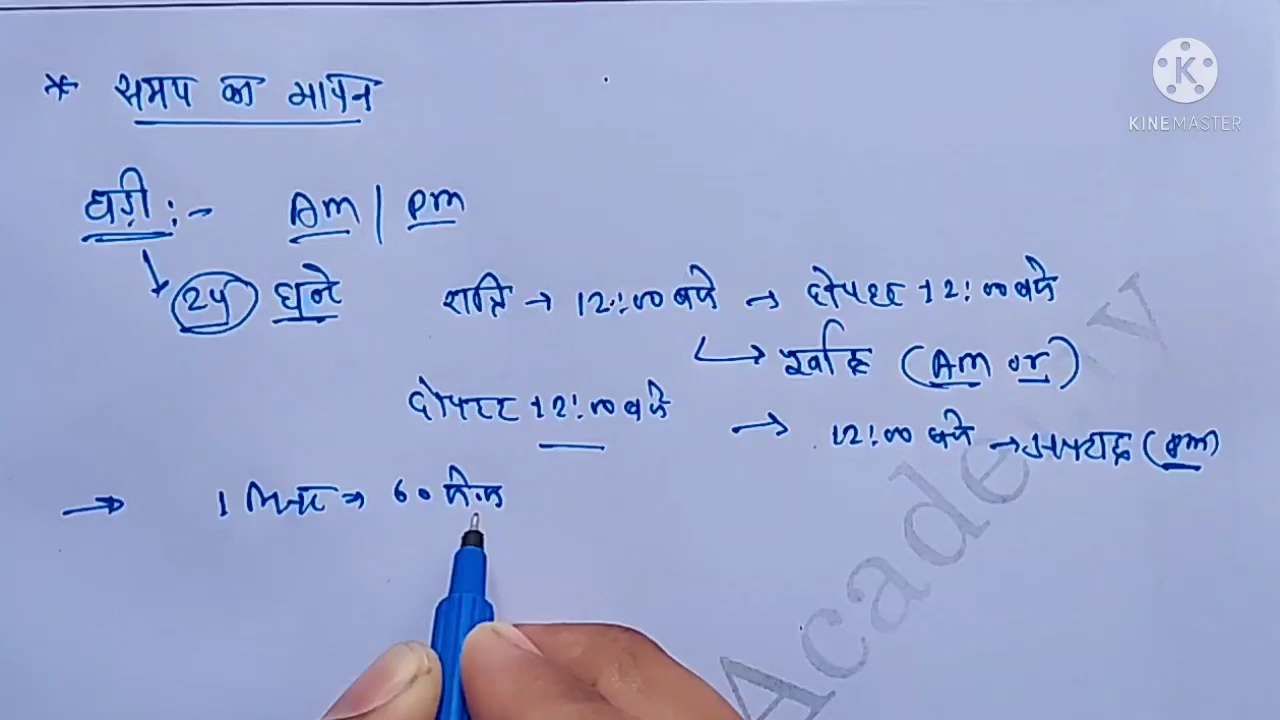 * समय का मापन
KINEMASTER
घड़ी :- Am | Pm
24 घन्टे रात्रि → 12:00 बजे → दोपहर 12:00 बजे
↳ पूर्वाह्न (Am or)
दोपहर 12:00 बजे → 12:00 बजे → अपराह्न (Pm)
→ 1 मिनट → 60 से.
Academy